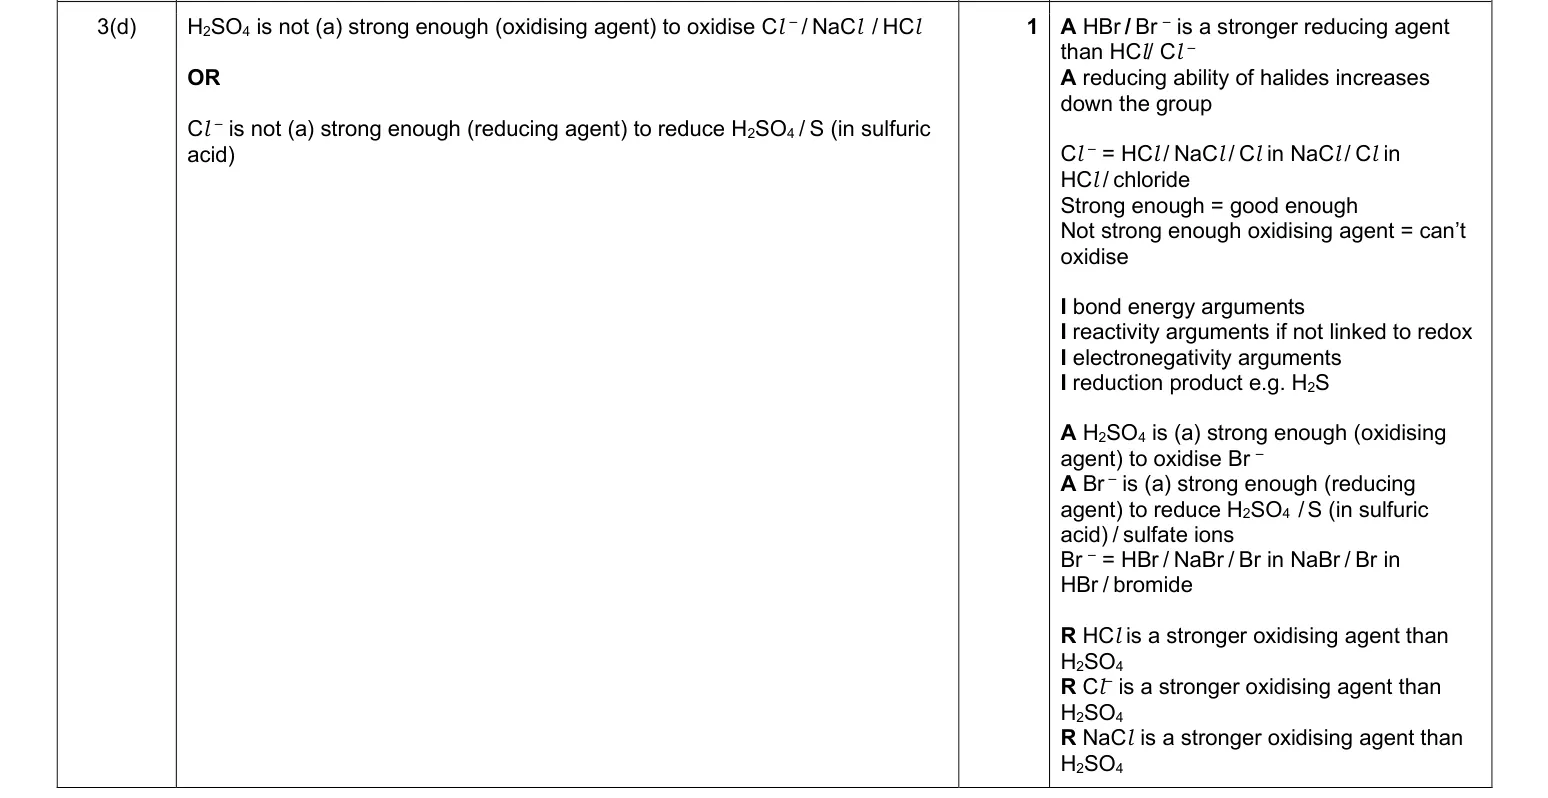 3(d)
H₂SO₄ is not (a) strong enough (oxidising agent) to oxidise Cl⁻ / NaCl / HCl
OR
Cl⁻ is not (a) strong enough (reducing agent) to reduce H₂SO₄ / S (in sulfuric
acid)
1
A HBr / Br⁻ is a stronger reducing agent
than HCl/ Cl⁻
A reducing ability of halides increases
down the group
Cl⁻ = HCl / NaCl / Cl in NaCl / Cl in
HCl / chloride
Strong enough = good enough
Not strong enough oxidising agent = can’t
oxidise
I bond energy arguments
I reactivity arguments if not linked to redox
I electronegativity arguments
I reduction product e.g. H₂S
A H₂SO₄ is (a) strong enough (oxidising
agent) to oxidise Br⁻
A Br⁻ is (a) strong enough (reducing
agent) to reduce H₂SO₄ / S (in sulfuric
acid) / sulfate ions
Br⁻ = HBr / NaBr / Br in NaBr / Br in
HBr / bromide
R HCl is a stronger oxidising agent than
H₂SO₄
R Cl⁻ is a stronger oxidising agent than
H₂SO₄
R NaCl is a stronger oxidising agent than
H₂SO₄